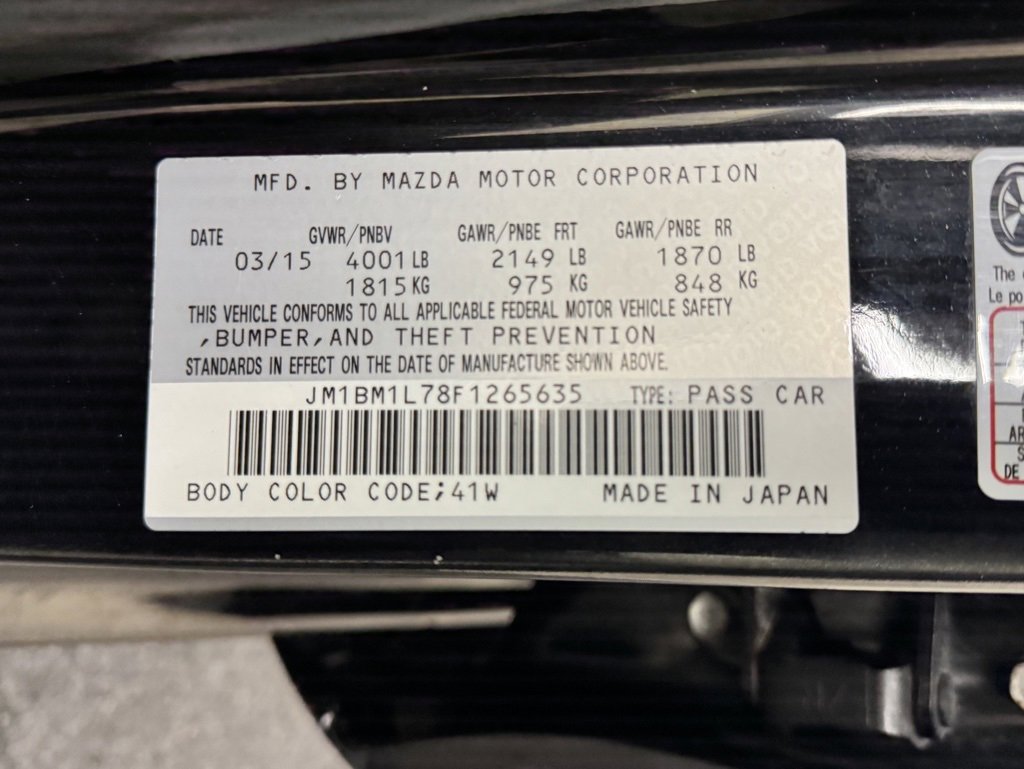 MFD. BY MAZDA MOTOR CORPORATION
DATE GVWR/PNBV GAWR/PNBE FRT GAWR/PNBE RR
03/15 4001 LB 2149 LB 1870 LB
1815 KG 975 KG 848 KG
THIS VEHICLE CONFORMS TO ALL APPLICABLE FEDERAL MOTOR VEHICLE SAFETY
,BUMPER,AND THEFT PREVENTION
STANDARDS IN EFFECT ON THE DATE OF MANUFACTURE SHOWN ABOVE.
JM1BM1L78F1265635 TYPE: PASS CAR
BODY COLOR CODE;41W MADE IN JAPAN
The
Le
DE